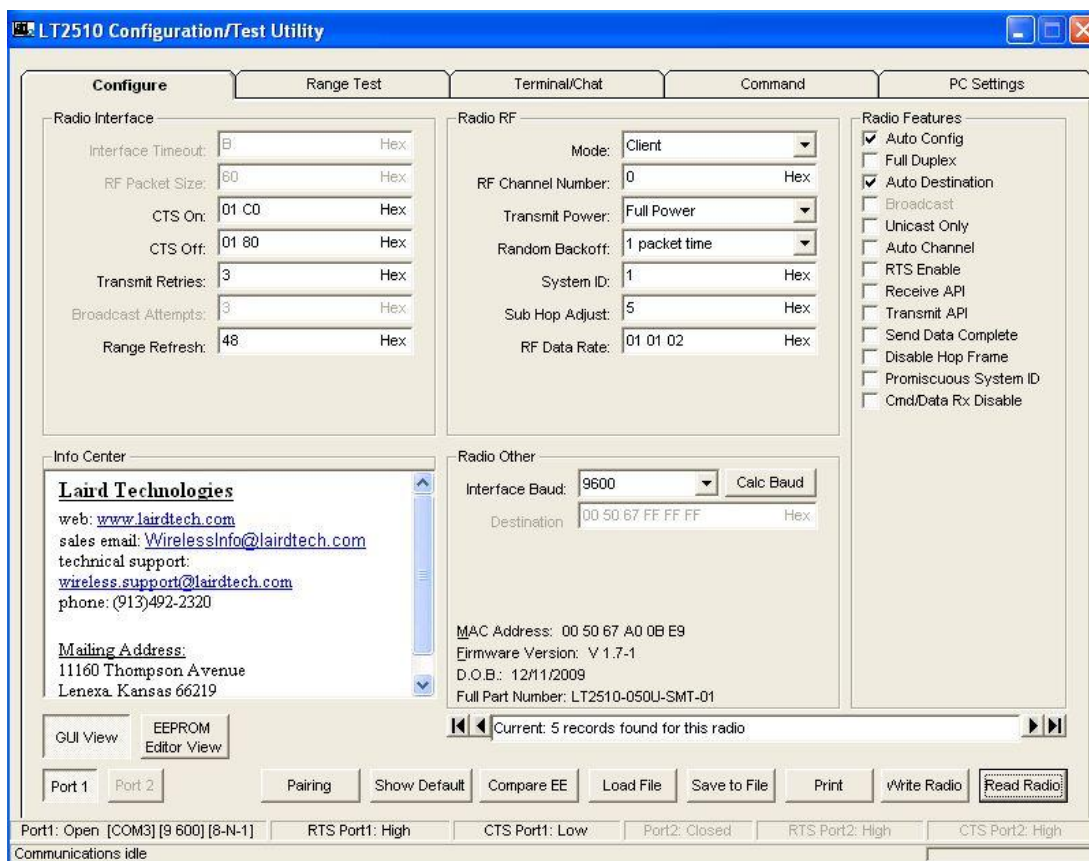 LT2510 Configuration/Test Utility
Configure Range Test Terminal/Chat Command PC Settings
Radio Interface
Interface Timeout: B Hex
RF Packet Size: 60 Hex
CTS On: 01 C0 Hex
CTS Off: 01 80 Hex
Transmit Retries: 3 Hex
Broadcast Attempts: 3 Hex
Range Refresh: 48 Hex
Radio RF
Mode: Client
RF Channel Number: 0 Hex
Transmit Power: Full Power
Random Backoff: 1 packet time
System ID: 1 Hex
Sub Hop Adjust: 5 Hex
RF Data Rate: 01 01 02 Hex
Radio Features
Auto Config
Full Duplex
Auto Destination
Broadcast
Unicast Only
Auto Channel
RTS Enable
Receive API
Transmit API
Send Data Complete
Disable Hop Frame
Promiscuous System ID
Cmd/Data Rx Disable
Info Center
Laird Technologies
web: www.lairdtech.com
sales email: WirelessInfo@lairdtech.com
technical support:
wireless.support@lairdtech.com
phone: (913)492-2320
Mailing Address:
11160 Thompson Avenue
Lenexa, Kansas 66219
Radio Other
Interface Baud: 9600 Calc Baud
Destination 00 50 67 FF FF FF Hex
MAC Address: 00 50 67 A0 0B E9
Firmware Version: V 1.7-1
D.O.B.: 12/11/2009
Full Part Number: LT2510-050U-SMT-01
Current: 5 records found for this radio
GUI View
EEPROM
Editor View
Port 1 Port 2 Pairing Show Default Compare EE Load File Save to File Print Write Radio Read Radio
Port1: Open [COM3] [9 600] [8-N-1] RTS Port1: High CTS Port1: Low Port2: Closed RTS Port2: High CTS Port2: High
Communications idle